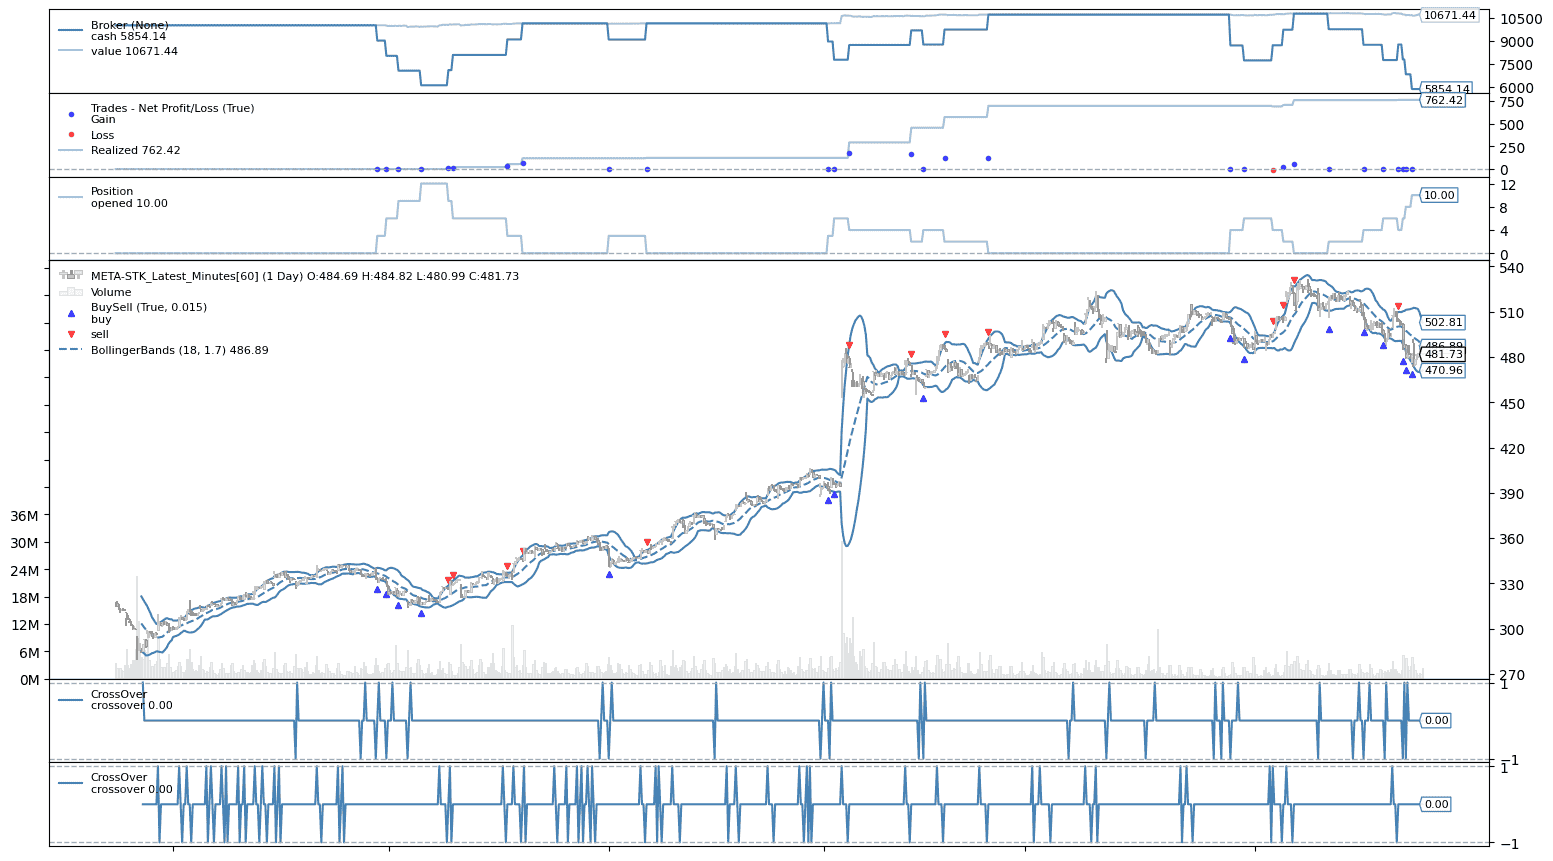 Broker (None)
cash 5854.14
value 10671.44
10671.44
5854.14
10500
9000
7500
6000
Trades - Net Profit/Loss (True)
Gain
Loss
Realized 762.42
762.42
750
500
250
0
Position
opened 10.00
10.00
12
8
4
0
META-STK_Latest_Minutes[60] (1 Day) O:484.69 H:484.82 L:480.99 C:481.73
Volume
BuySell (True, 0.015)
buy
sell
BollingerBands (18, 1.7) 486.89
502.81
486.89
481.73
470.96
540
510
480
450
420
390
360
330
300
270
36M
30M
24M
18M
12M
6M
0M
CrossOver
crossover 0.00
0.00
1
−1
CrossOver
crossover 0.00
0.00
1
−1